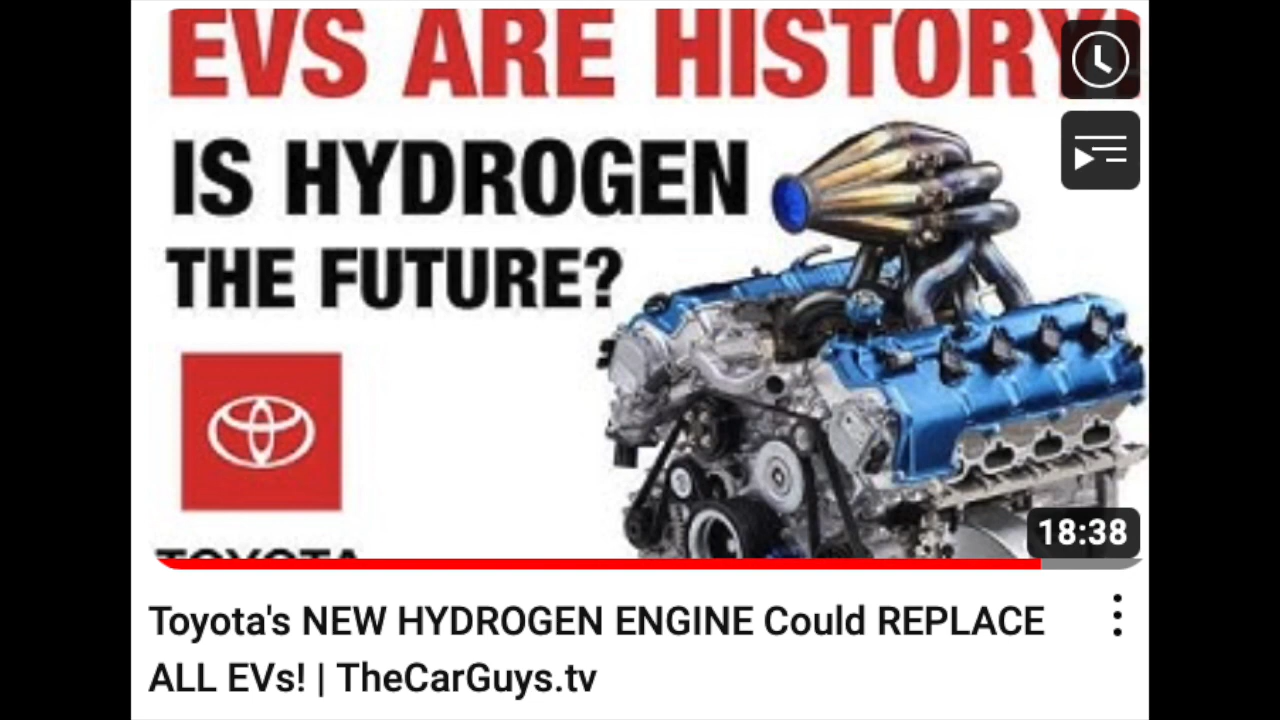 EVS ARE HISTORY!
IS HYDROGEN
THE FUTURE?
TOYOTA
18:38
Toyota's NEW HYDROGEN ENGINE Could REPLACE
ALL EVs! | TheCarGuys.tv